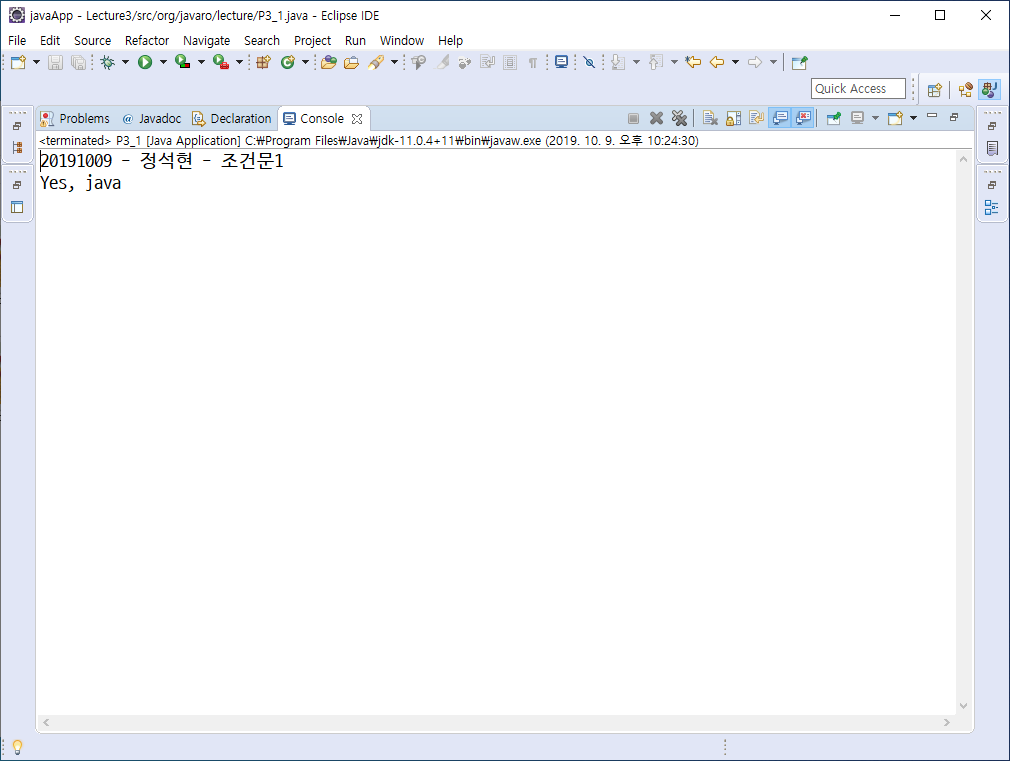 javaApp - Lecture3/src/org/javaro/lecture/P3_1.java - Eclipse IDE
File Edit Source Refactor Navigate Search Project Run Window Help
Quick Access
Problems @ Javadoc Declaration Console
<terminated> P3_1 [Java Application] C:₩Program Files₩Java₩jdk-11.0.4+11₩bin₩javaw.exe (2019. 10. 9. 오후 10:24:30)
20191009 - 정석현 - 조건문1
Yes, java